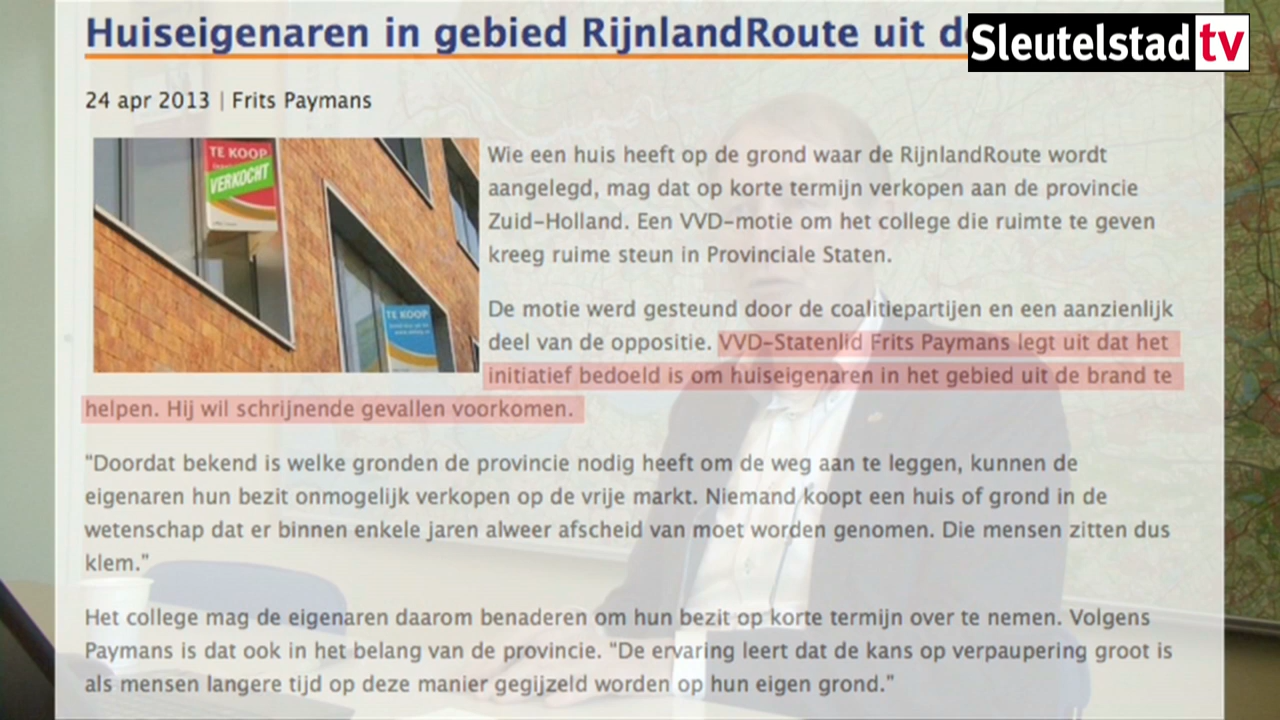 Huiseigenaren in gebied RijnlandRoute uit
Sleutelstad tv
24 apr 2013 | Frits Paymans
TE KOOP
VERKOCHT
TE KOOP
Wie een huis heeft op de grond waar de RijnlandRoute wordt
aangelegd, mag dat op korte termijn verkopen aan de provincie
Zuid-Holland. Een VVD-motie om het college die ruimte te geven
kreeg ruime steun in Provinciale Staten.
De motie werd gesteund door de coalitiepartijen en een aanzienlijk
deel van de oppositie. VVD-Statenlid Frits Paymans legt uit dat het
initiatief bedoeld is om huiseigenaren in het gebied uit de brand te
helpen. Hij wil schrijnende gevallen voorkomen.
“Doordat bekend is welke gronden de provincie nodig heeft om de weg aan te leggen, kunnen de
eigenaren hun bezit onmogelijk verkopen op de vrije markt. Niemand koopt een huis of grond in de
wetenschap dat er binnen enkele jaren alweer afscheid van moet worden genomen. Die mensen zitten dus
klem.”
Het college mag de eigenaren daarom benaderen om hun bezit op korte termijn over te nemen. Volgens
Paymans is dat ook in het belang van de provincie. “De ervaring leert dat de kans op verpaupering groot is
als mensen langere tijd op deze manier gegijzeld worden op hun eigen grond.”